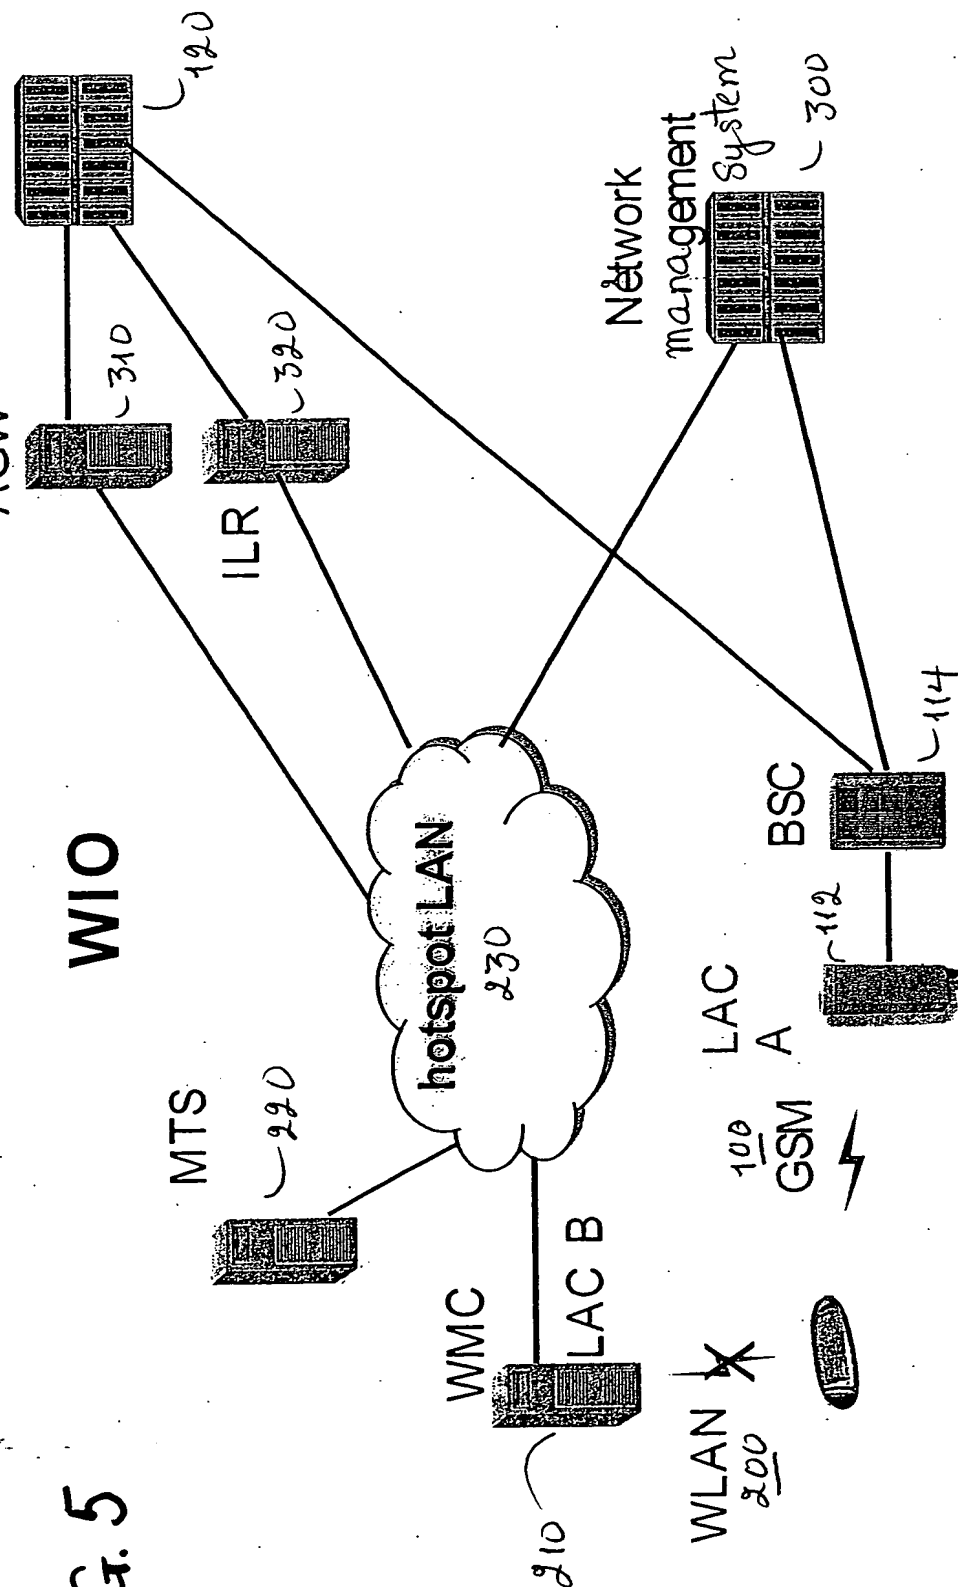 WIO
120
310
320
ILR
MTS
220
hotspot LAN
230
Network
management
System
300
WMC
LAC B
210
LAC
A
112
BSC
114
100
GSM
WLAN
200
5